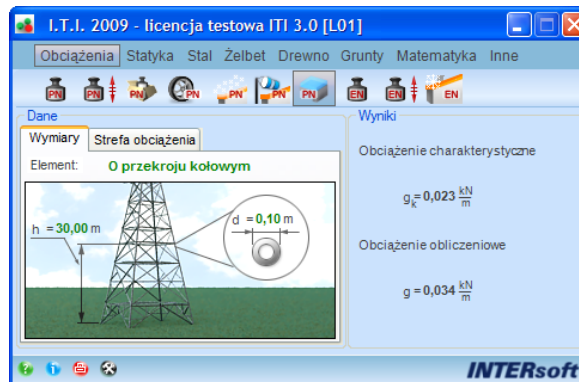 I.T.I. 2009 - licencja testowa ITI 3.0 [L01]
Obciążenia Statyka Stal Żelbet Drewno Grunty Matematyka Inne
PN PN PN PN PN PN PN EN EN EN
Dane
Wymiary Strefa obciążenia
Element: O przekroju kołowym
h = 30,00 m
d = 0,10 m
Wyniki
Obciążenie charakterystyczne
gk=0,023 kN/m
Obciążenie obliczeniowe
g = 0,034 kN/m
INTERsoft